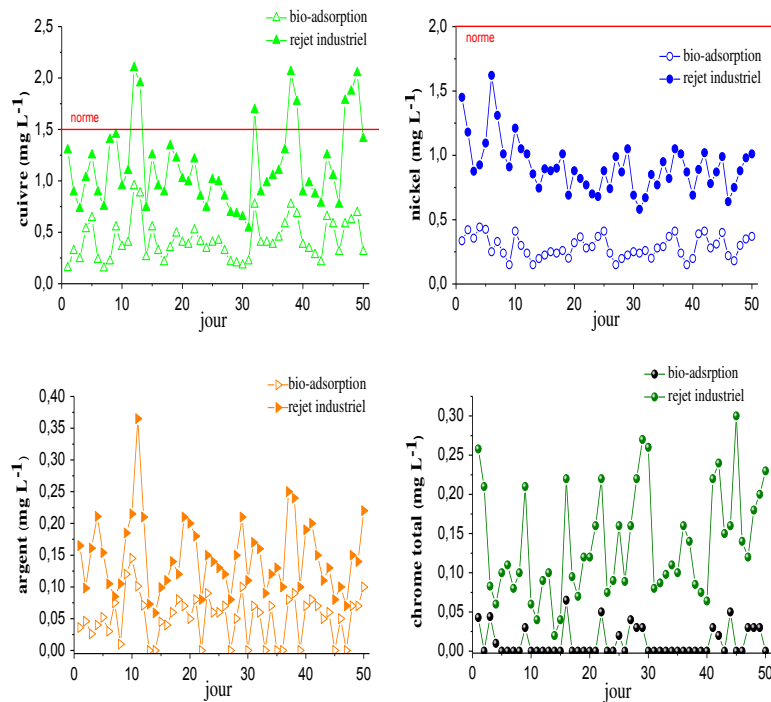 bio-adsorption
rejet industriel
norme
cuivre (mg L-1)
2,5
2,0
1,5
1,0
0,5
0,0
0 10 20 30 40 50
jour
norme
bio-adsorption
rejet industriel
nickel (mg L-1)
2,0
1,5
1,0
0,5
0,0
0 10 20 30 40 50
jour
bio-adsorption
rejet industriel
argent (mg L-1)
0,40
0,35
0,30
0,25
0,20
0,15
0,10
0,05
0,00
0 10 20 30 40 50
jour
bio-adsrption
rejet industriel
chrome total (mg L-1)
0,30
0,25
0,20
0,15
0,10
0,05
0,00
0 10 20 30 40 50
jour